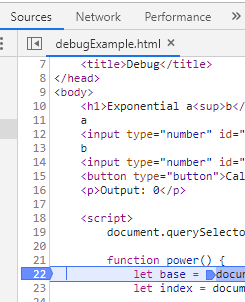 Sources Network Performance
debugExample.html ×
7 <title>Debug</title>
8 </head>
9 <body>
10 <h1>Exponential a<sup>b</
11 a
12 <input type="number" id="
13 b
14 <input type="number" id="
15 <button type="button">Cal
16 <p>Output: 0</p>
17
18 <script>
19 document.querySelecto
20
21 function power() {
22 let base = docum
23 let index = docum